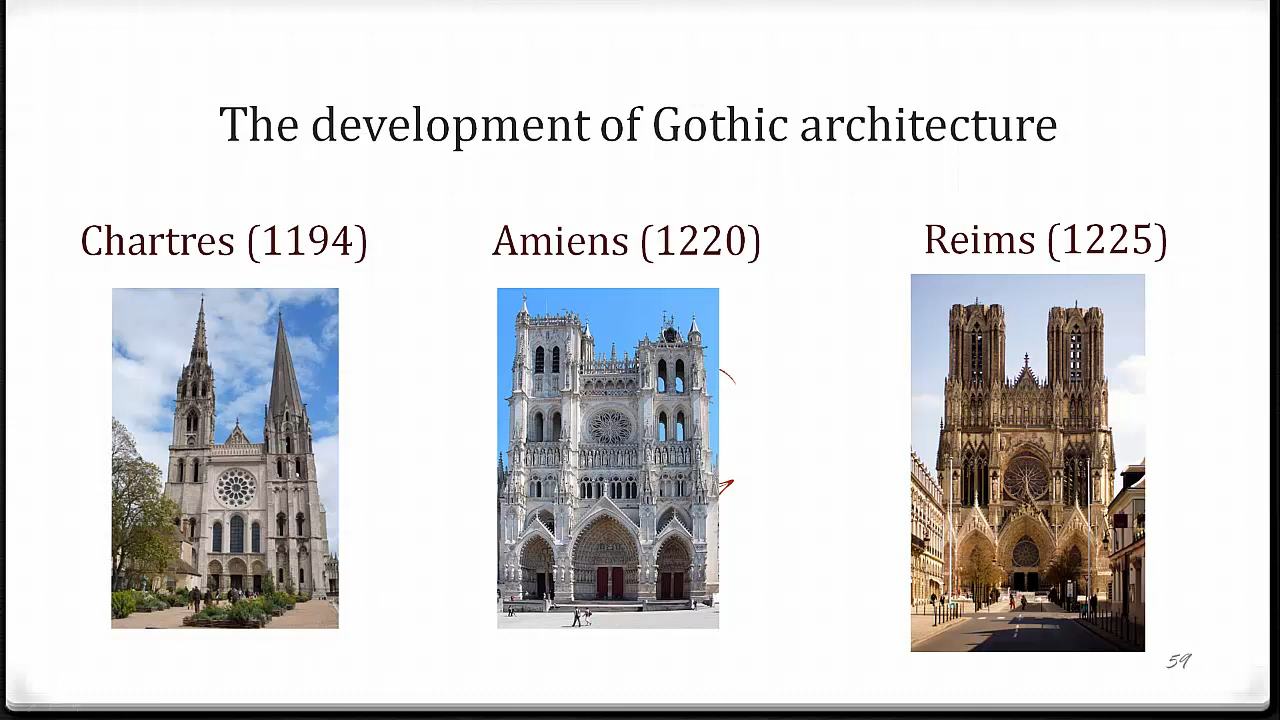 The development of Gothic architecture
Chartres (1194)
Amiens (1220)
Reims (1225)
59